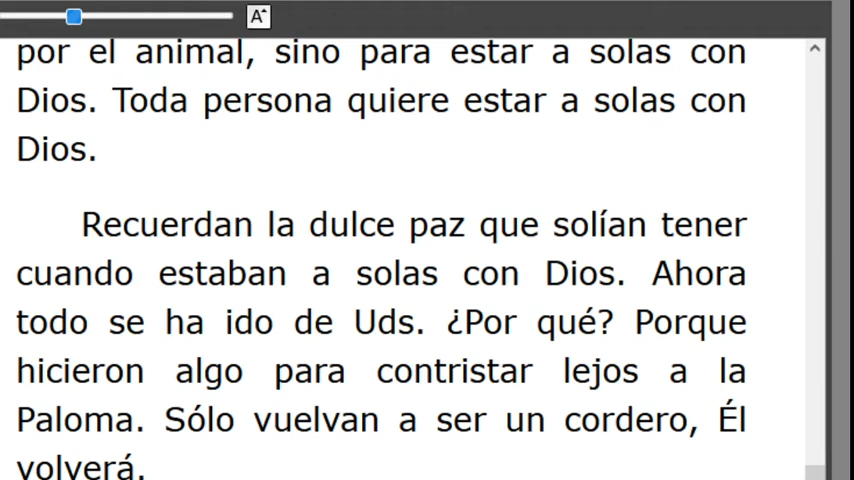 A
por el animal, sino para estar a solas con
Dios. Toda persona quiere estar a solas con
Dios.
Recuerdan la dulce paz que solían tener
cuando estaban a solas con Dios. Ahora
todo se ha ido de Uds. ¿Por qué? Porque
hicieron algo para contristar lejos a la
Paloma. Sólo vuelvan a ser un cordero, Él
volverá.